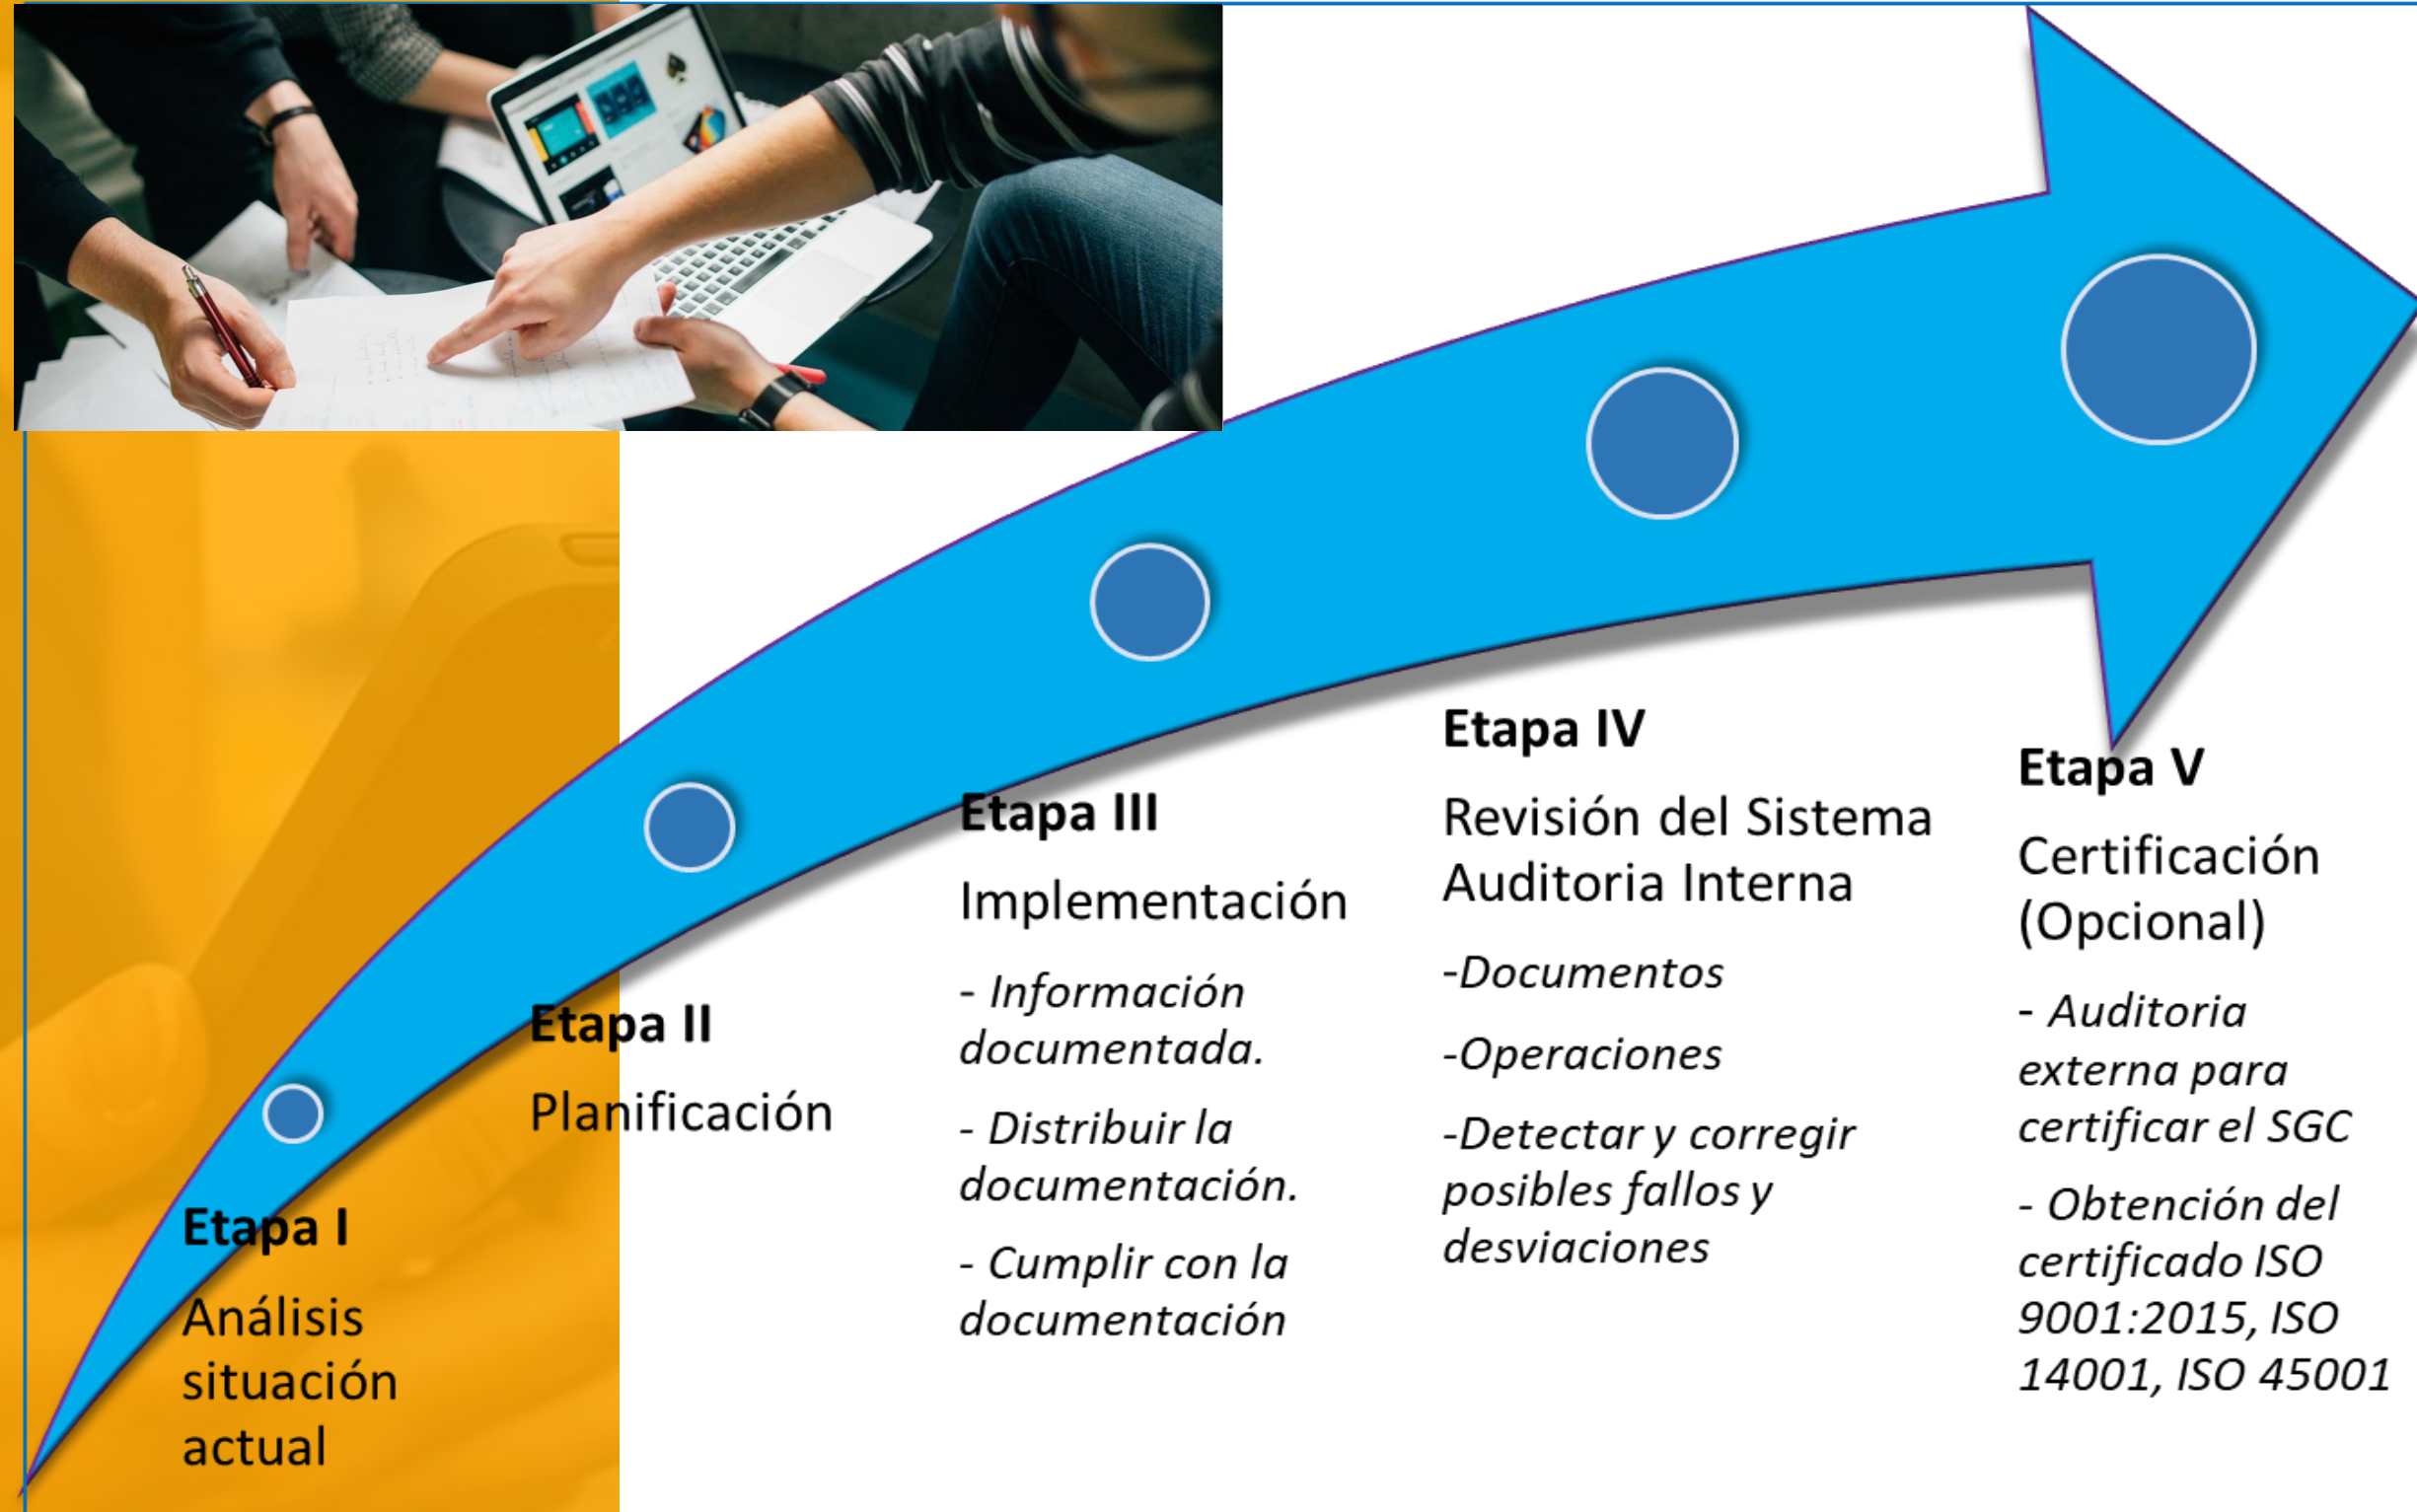 Etapa I
Análisis
situación
actual
Etapa II
Planificación
Etapa III
Implementación
- Información
documentada.
- Distribuir la
documentación.
- Cumplir con la
documentación
Etapa IV
Revisión del Sistema
Auditoria Interna
-Documentos
-Operaciones
-Detectar y corregir
posibles fallos y
desviaciones
Etapa V
Certificación
(Opcional)
- Auditoria
externa para
certificar el SGC
- Obtención del
certificado ISO
9001:2015, ISO
14001, ISO 45001